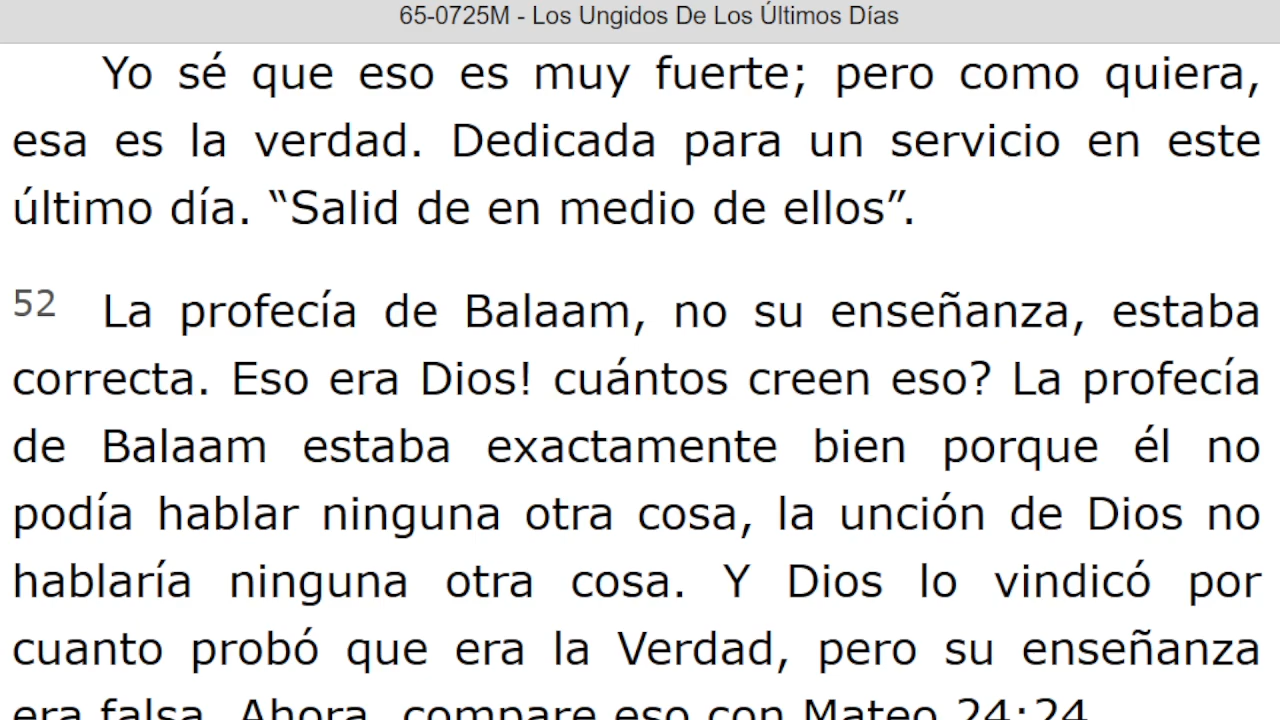 65-0725M - Los Ungidos De Los Últimos Días
Yo sé que eso es muy fuerte; pero como quiera,
esa es la verdad. Dedicada para un servicio en este
último día. “Salid de en medio de ellos”.
52 La profecía de Balaam, no su enseñanza, estaba
correcta. Eso era Dios! cuántos creen eso? La profecía
de Balaam estaba exactamente bien porque él no
podía hablar ninguna otra cosa, la unción de Dios no
hablaría ninguna otra cosa. Y Dios lo vindicó por
cuanto probó que era la Verdad, pero su enseñanza
era falsa. Ahora, compare eso con Mateo 24:24.